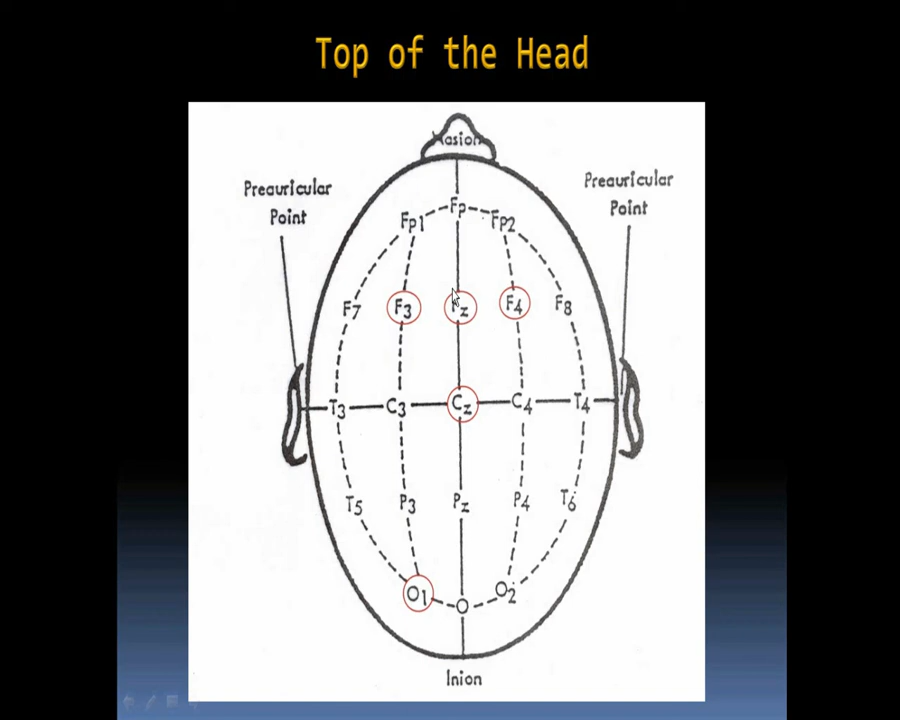 Top of the Head
Nasion
Preauricular
Point
Preauricular
Point
Fp1 Fp Fp2
F7 F3 Fz F4 F8
T3 C3 Cz C4 T4
T5 P3 Pz P4 T6
O1 O O2
Inion